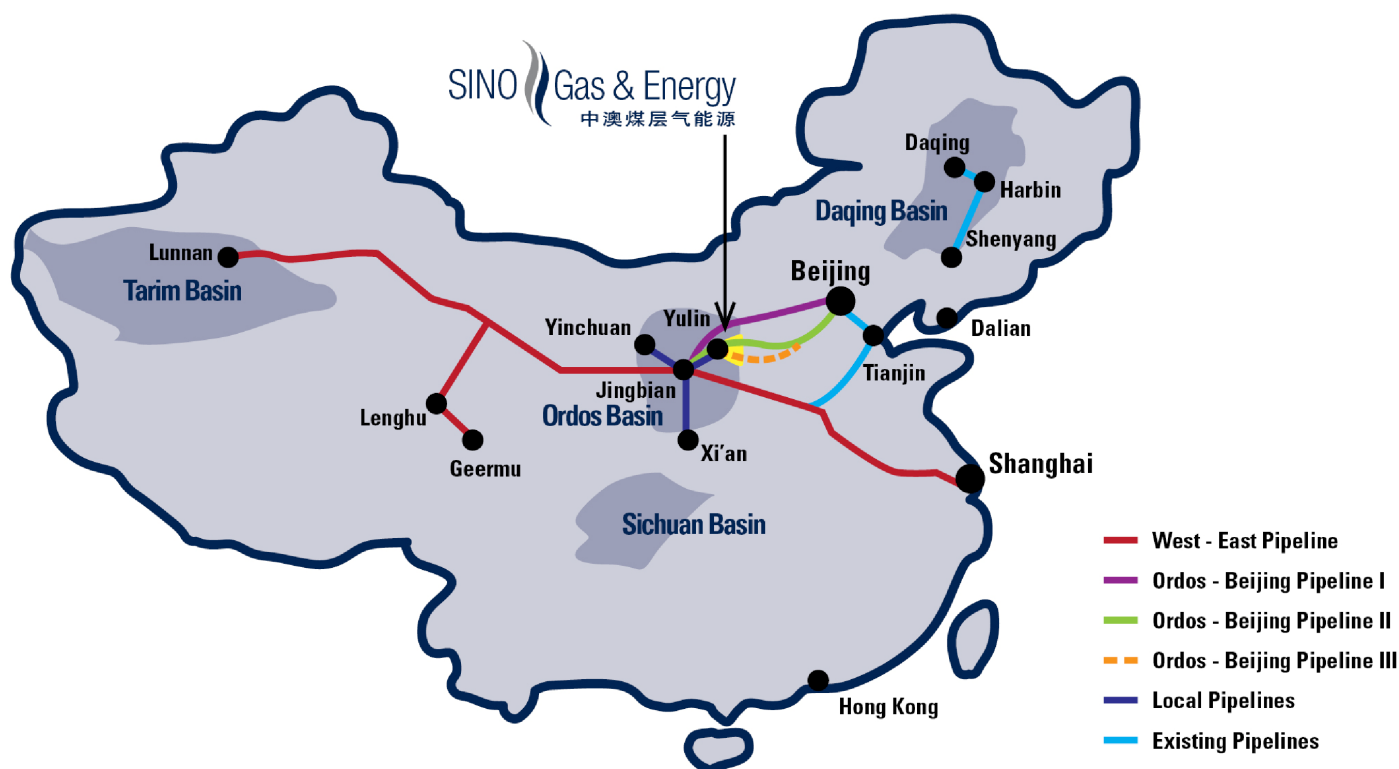 SINO Gas & Energy
中澳煤层气能源
Daqing
Harbin
Daqing Basin
Shenyang
Lunnan
Tarim Basin
Beijing
Yinchuan
Yulin
Dalian
Tianjin
Jingbian
Lenghu
Ordos Basin
Geermu
Xi'an
Shanghai
Sichuan Basin
West - East Pipeline
Ordos - Beijing Pipeline I
Ordos - Beijing Pipeline II
Ordos - Beijing Pipeline III
Local Pipelines
Existing Pipelines
Hong Kong